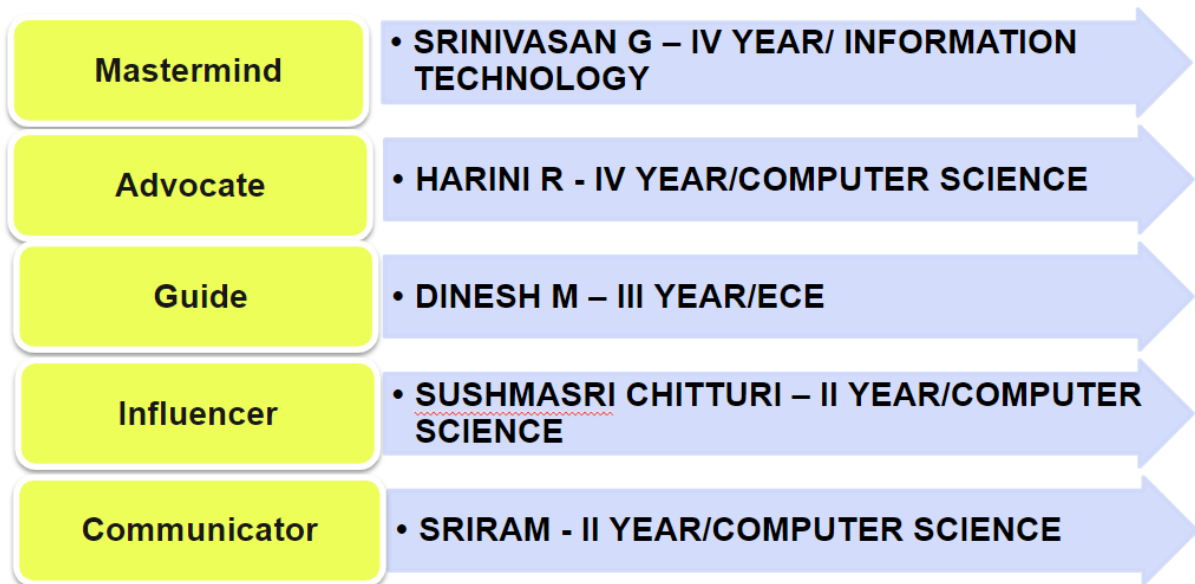 Mastermind
• SRINIVASAN G – IV YEAR/ INFORMATION
TECHNOLOGY
Advocate
• HARINI R - IV YEAR/COMPUTER SCIENCE
Guide
• DINESH M – III YEAR/ECE
Influencer
• SUSHMASRI CHITTURI – II YEAR/COMPUTER
SCIENCE
Communicator
• SRIRAM - II YEAR/COMPUTER SCIENCE